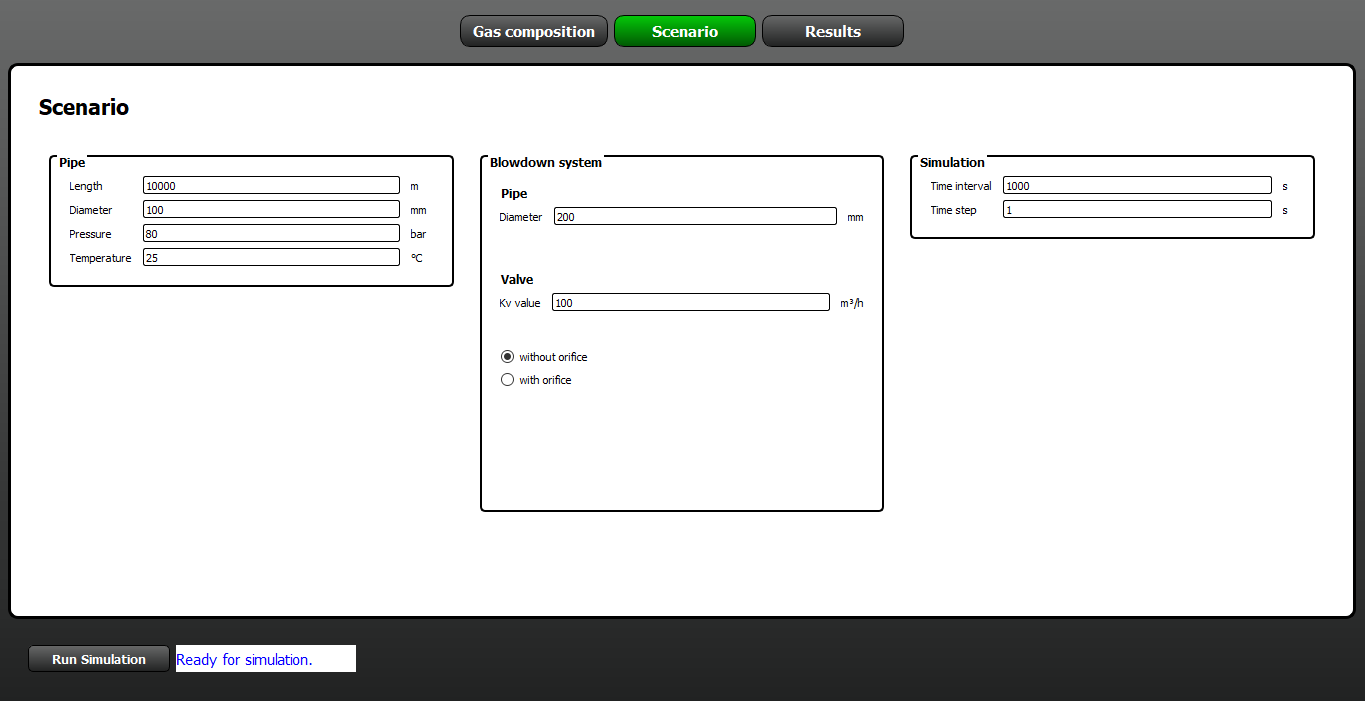 Gas composition Scenario Results
Scenario
Pipe
Length 10000 m
Diameter 100 mm
Pressure 80 bar
Temperature 25 °C
Blowdown system
Pipe
Diameter 200 mm
Valve
Kv value 100 m³/h
without orifice
with orifice
Simulation
Time interval 1000 s
Time step 1 s
Run Simulation Ready for simulation.